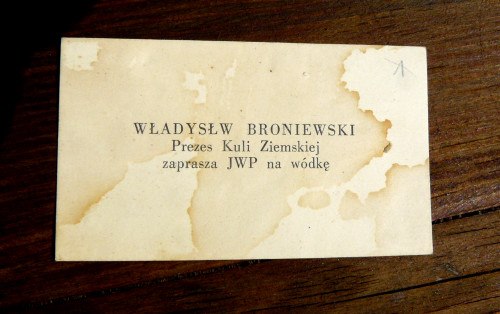 WŁADYSŁW BRONIEWSKI
Prezes Kuli Ziemskiej
zaprasza JWP na wódkę